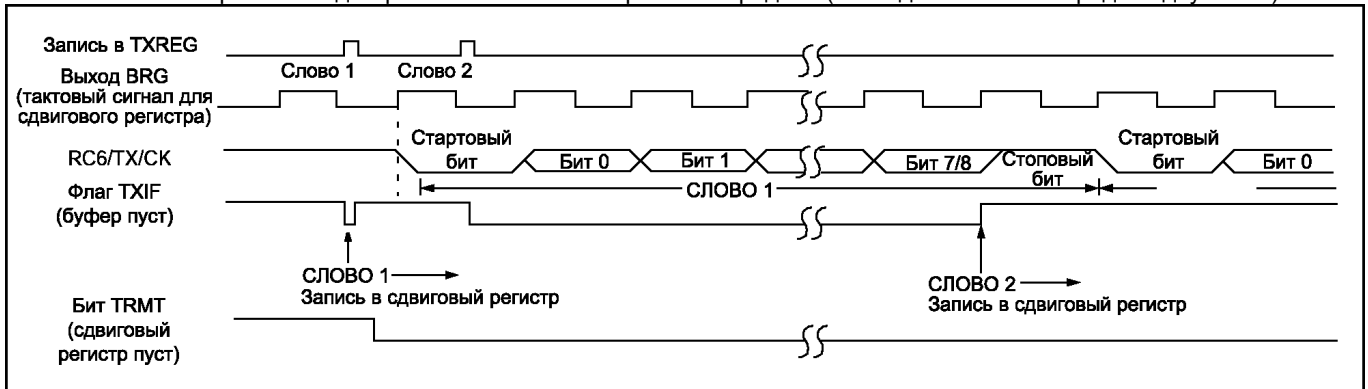 Запись в TXREG
Слово 1
Слово 2
Выход BRG
(тактовый сигнал для
сдвигового регистра)
RC6/TX/CK
Стартовый
бит
Бит 0
Бит 1
Бит 7/8
Стоповый
бит
Стартовый
бит
Бит 0
СЛОВО 1
Флаг TXIF
(буфер пуст)
СЛОВО 1
Запись в сдвиговый регистр
СЛОВО 2
Запись в сдвиговый регистр
Бит TRMT
(сдвиговый
регистр пуст)